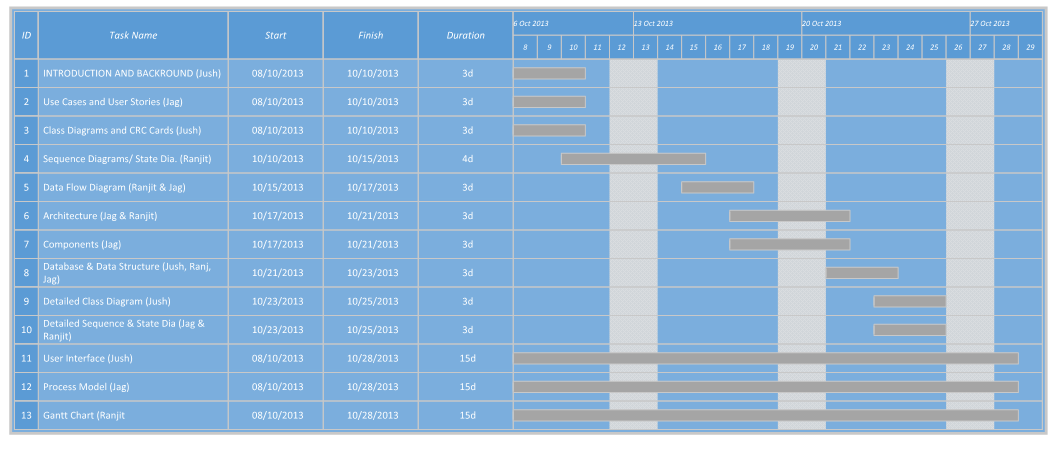 ID Task Name Start Finish Duration 6 Oct 2013 13 Oct 2013 20 Oct 2013 27 Oct 2013
8 9 10 11 12 13 14 15 16 17 18 19 20 21 22 23 24 25 26 27 28 29
1 INTRODUCTION AND BACKROUND (Jush) 08/10/2013 10/10/2013 3d
2 Use Cases and User Stories (Jag) 08/10/2013 10/10/2013 3d
3 Class Diagrams and CRC Cards (Jush) 08/10/2013 10/10/2013 3d
4 Sequence Diagrams/ State Dia. (Ranjit) 10/10/2013 10/15/2013 4d
5 Data Flow Diagram (Ranjit & Jag) 10/15/2013 10/17/2013 3d
6 Architecture (Jag & Ranjit) 10/17/2013 10/21/2013 3d
7 Components (Jag) 10/17/2013 10/21/2013 3d
8 Database & Data Structure (Jush, Ranj, 10/21/2013 10/23/2013 3d
Jag)
9 Detailed Class Diagram (Jush) 10/23/2013 10/25/2013 3d
10 Detailed Sequence & State Dia (Jag & 10/23/2013 10/25/2013 3d
Ranjit)
11 User Interface (Jush) 08/10/2013 10/28/2013 15d
12 Process Model (Jag) 08/10/2013 10/28/2013 15d
13 Gantt Chart (Ranjit 08/10/2013 10/28/2013 15d